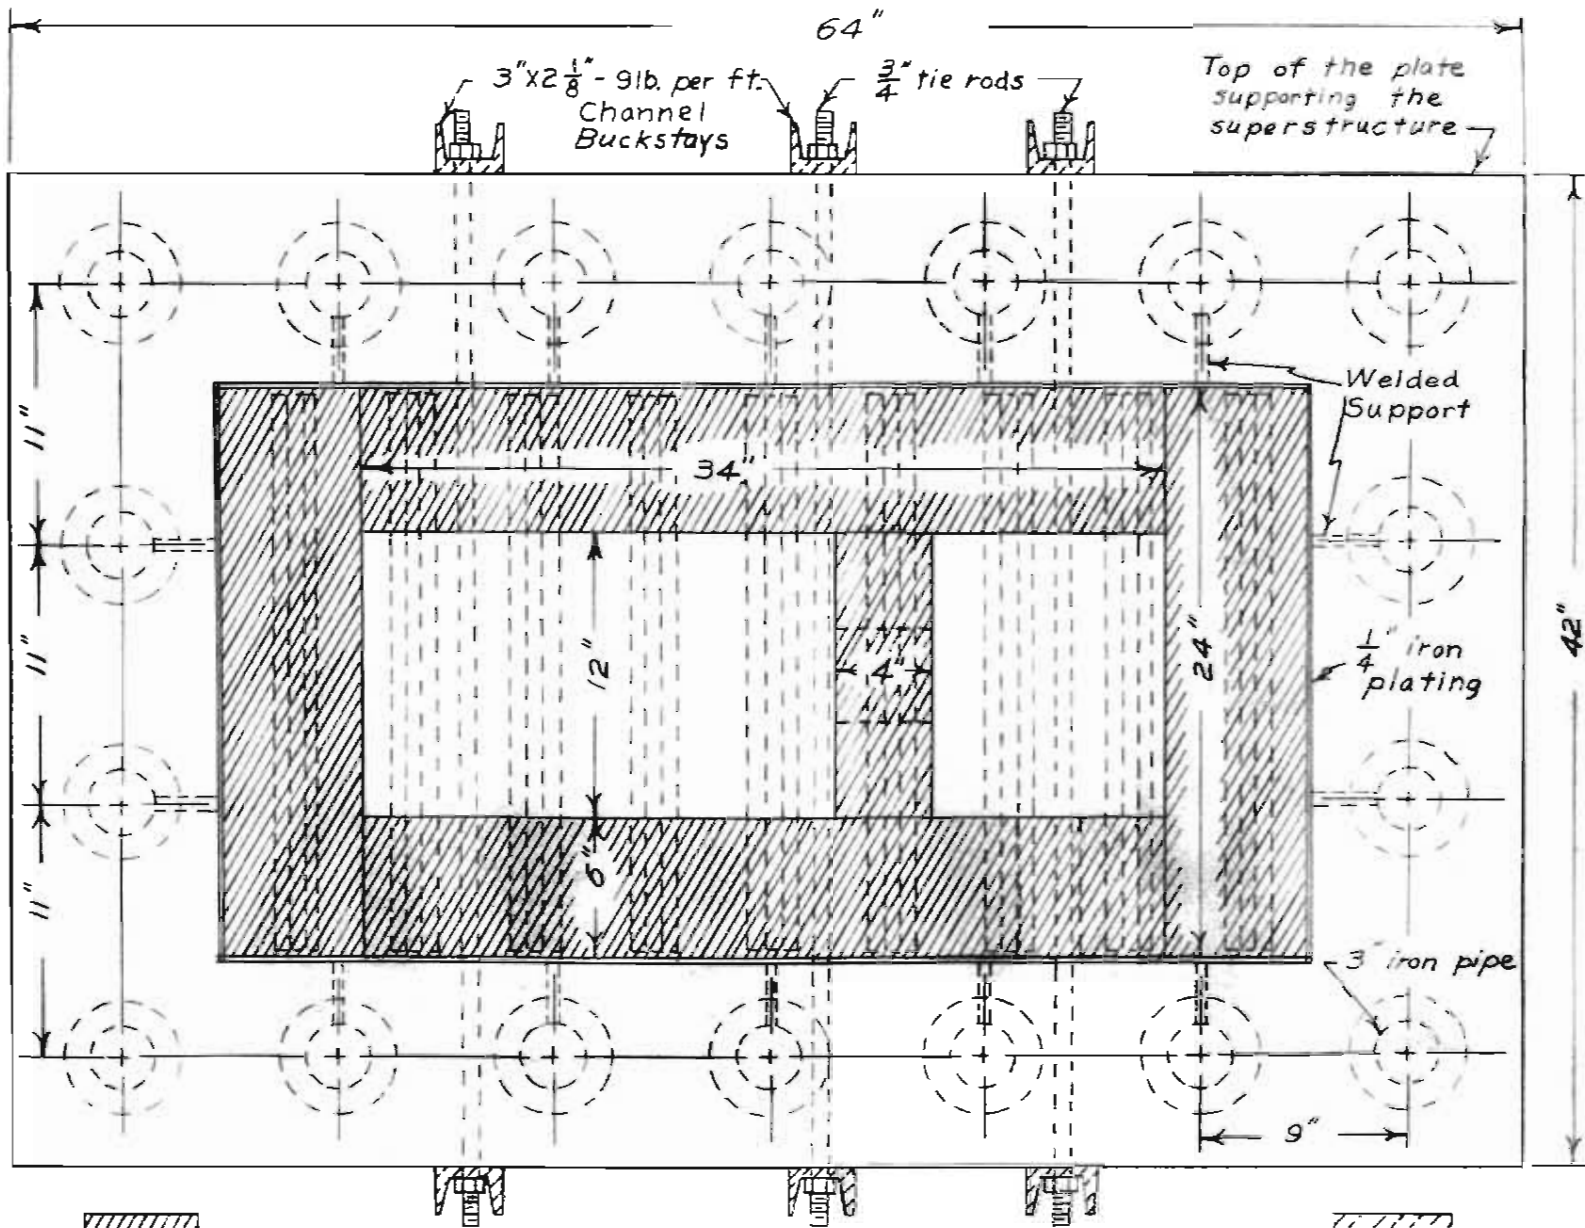 64"
3"X2 1/8" - 9lb. per ft.
Channel
Buckstays
3/4" tie rods
Top of the plate
supporting the
superstructure
11"
11"
11"
34"
12"
4"
6"
24"
Welded
Support
1/4" iron
plating
42"
3" iron pipe
9"